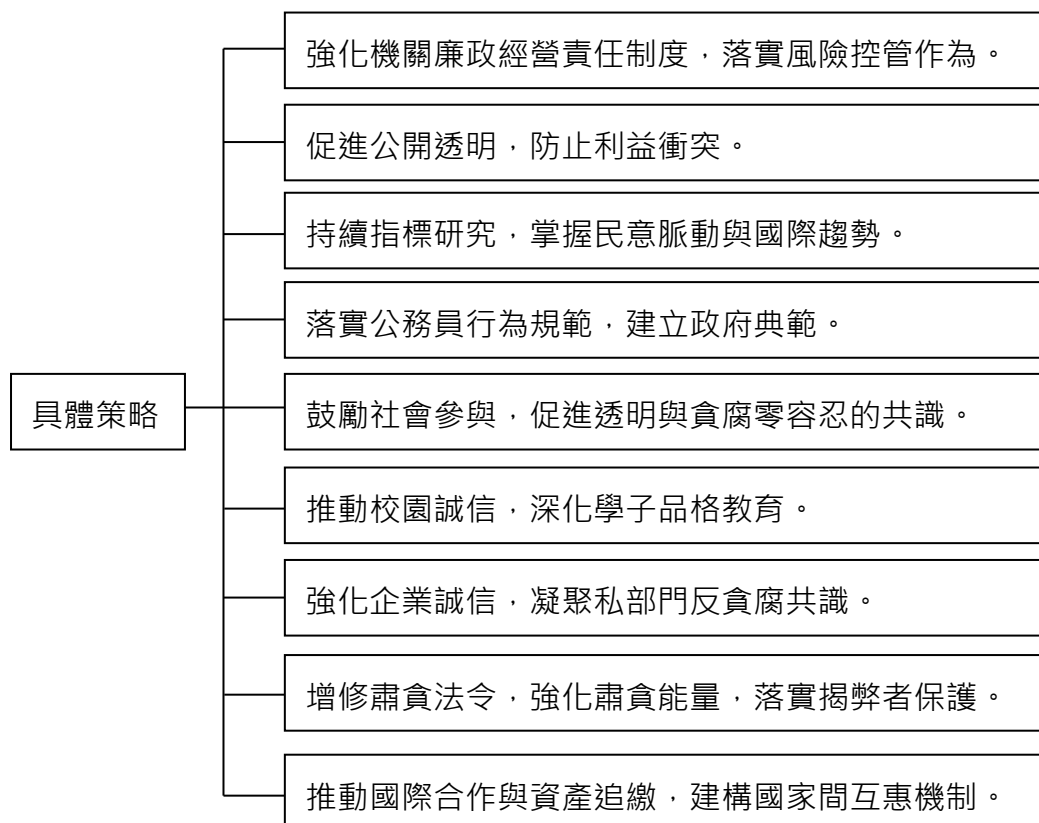 強化機關廉政經營責任制度，落實風險控管作為。
促進公開透明，防止利益衝突。
持續指標研究，掌握民意脈動與國際趨勢。
落實公務員行為規範，建立政府典範。
具體策略
鼓勵社會參與，促進透明與貪腐零容忍的共識。
推動校園誠信，深化學子品格教育。
強化企業誠信，凝聚私部門反貪腐共識。
增修肅貪法令，強化肅貪能量，落實揭弊者保護。
推動國際合作與資產追繳，建構國家間互惠機制。